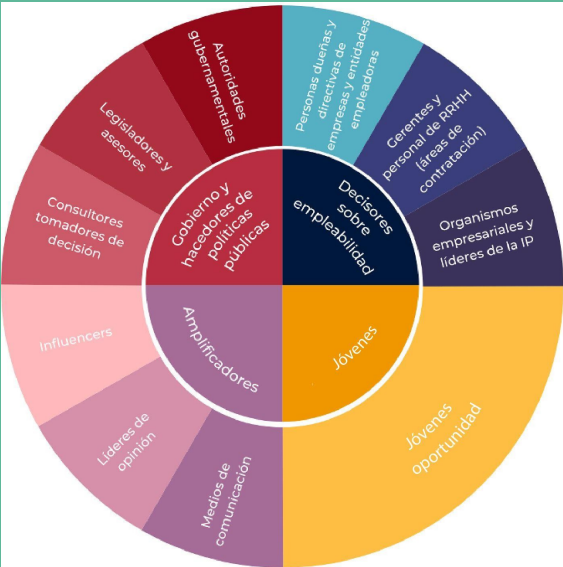 Autoridades
gubernamentales
Legisladores y
asesores
Consultores
tomadores de
decisión
Gobierno y
hacedores de
políticas
públicas
Personas dueñas y
directivas de
empresas y entidades
empleadoras
Gerentes y
personal de RRHH
(áreas de
contratación)
Organismos
empresariales y
líderes de la IP
Decisores
sobre
empleabilidad
Amplificadores
Influencers
Líderes de
opinión
Medios de
comunicación
Jóvenes
Jóvenes
oportunidad